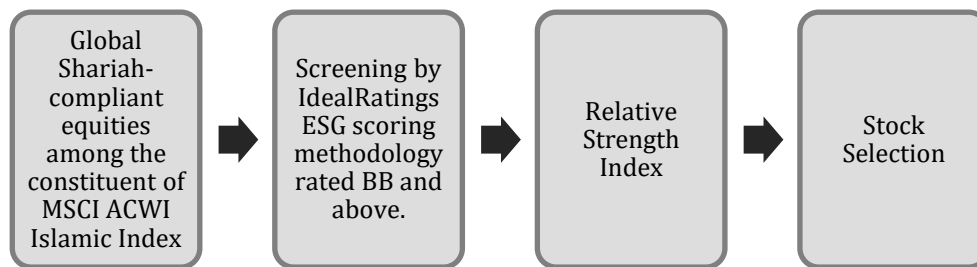 Global
Shariah-
compliant
equities
among the
constituent of
MSCI ACWI
Islamic Index
Screening by
IdealRatings
ESG scoring
methodology
rated BB and
above.
Relative
Strength
Index
Stock
Selection